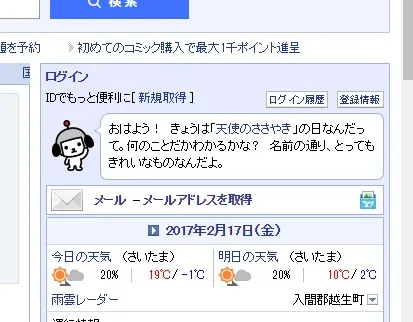 検索
題を予約 » 初めてのコミック購入で最大1千ポイント進呈
ログイン
IDでもっと便利に[ 新規取得 ]
ログイン履歴
登録情報
おはよう！ きょうは「天使のささやき」の日なんだっ
て。何のことだかわかるかな？ 名前の通り、とっても
きれいなものなんだよ。
メール －メールアドレスを取得
2017年2月17日(金)
今日の天気 (さいたま)
20% 19℃/ -1℃
明日の天気 (さいたま)
20% 10℃/ 2℃
雨雲レーダー
入間郡越生町